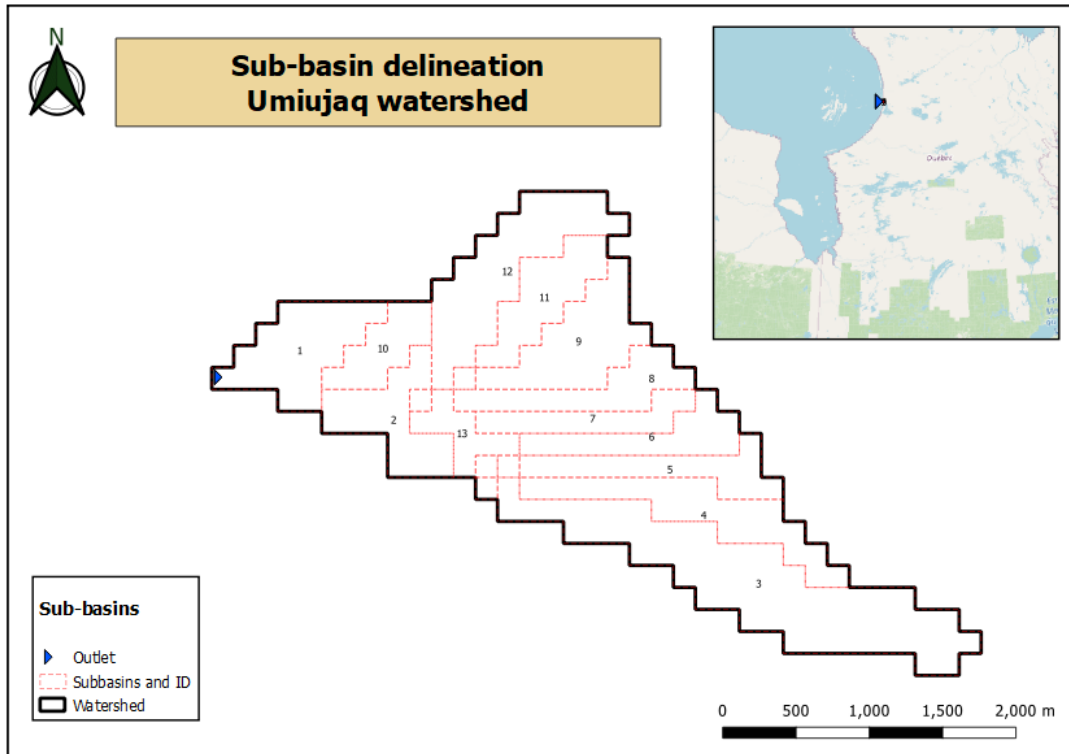 N
Sub-basin delineation
Umiujaq watershed
Québec
12
11
1
10
9
8
2
7
13
6
5
4
3
Sub-basins
Outlet
Subbasins and ID
Watershed
0 500 1,000 1,500 2,000 m